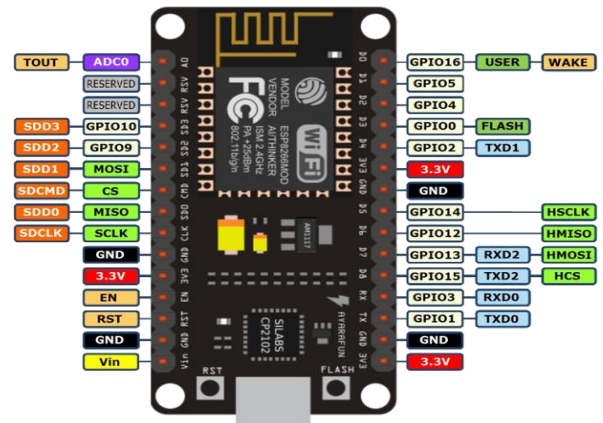 TOUT ADC0 A0 D0 GPIO16 USER WAKE
RESERVED RSV D1 GPIO5
RESERVED RSV D2 GPIO4
SDD3 GPIO10 SD3 D3 GPIO0 FLASH
SDD2 GPIO9 SD2 D4 GPIO2 TXD1
SDD1 MOSI SD1 3V3 3.3V
SDCMD CS CMD GND GND
SDD0 MISO SD0 D5 GPIO14 HSCLK
SDCLK SCLK CLK D6 GPIO12 HMISO
GND GND D7 GPIO13 RXD2 HMOSI
3.3V 3V3 D8 GPIO15 TXD2 HCS
EN EN RX GPIO3 RXD0
RST RST TX GPIO1 TXD0
GND GND GND GND
Vin Vin 3V3 3.3V
MODEL ESP8266MOD
VENDOR AI/THINKER
ISM 2.4GHz
PA +25dBm
802.11b/g/n
FC
Wi Fi
AM1117
SILABS
CP2102
AYARAFUN
RST
FLASH